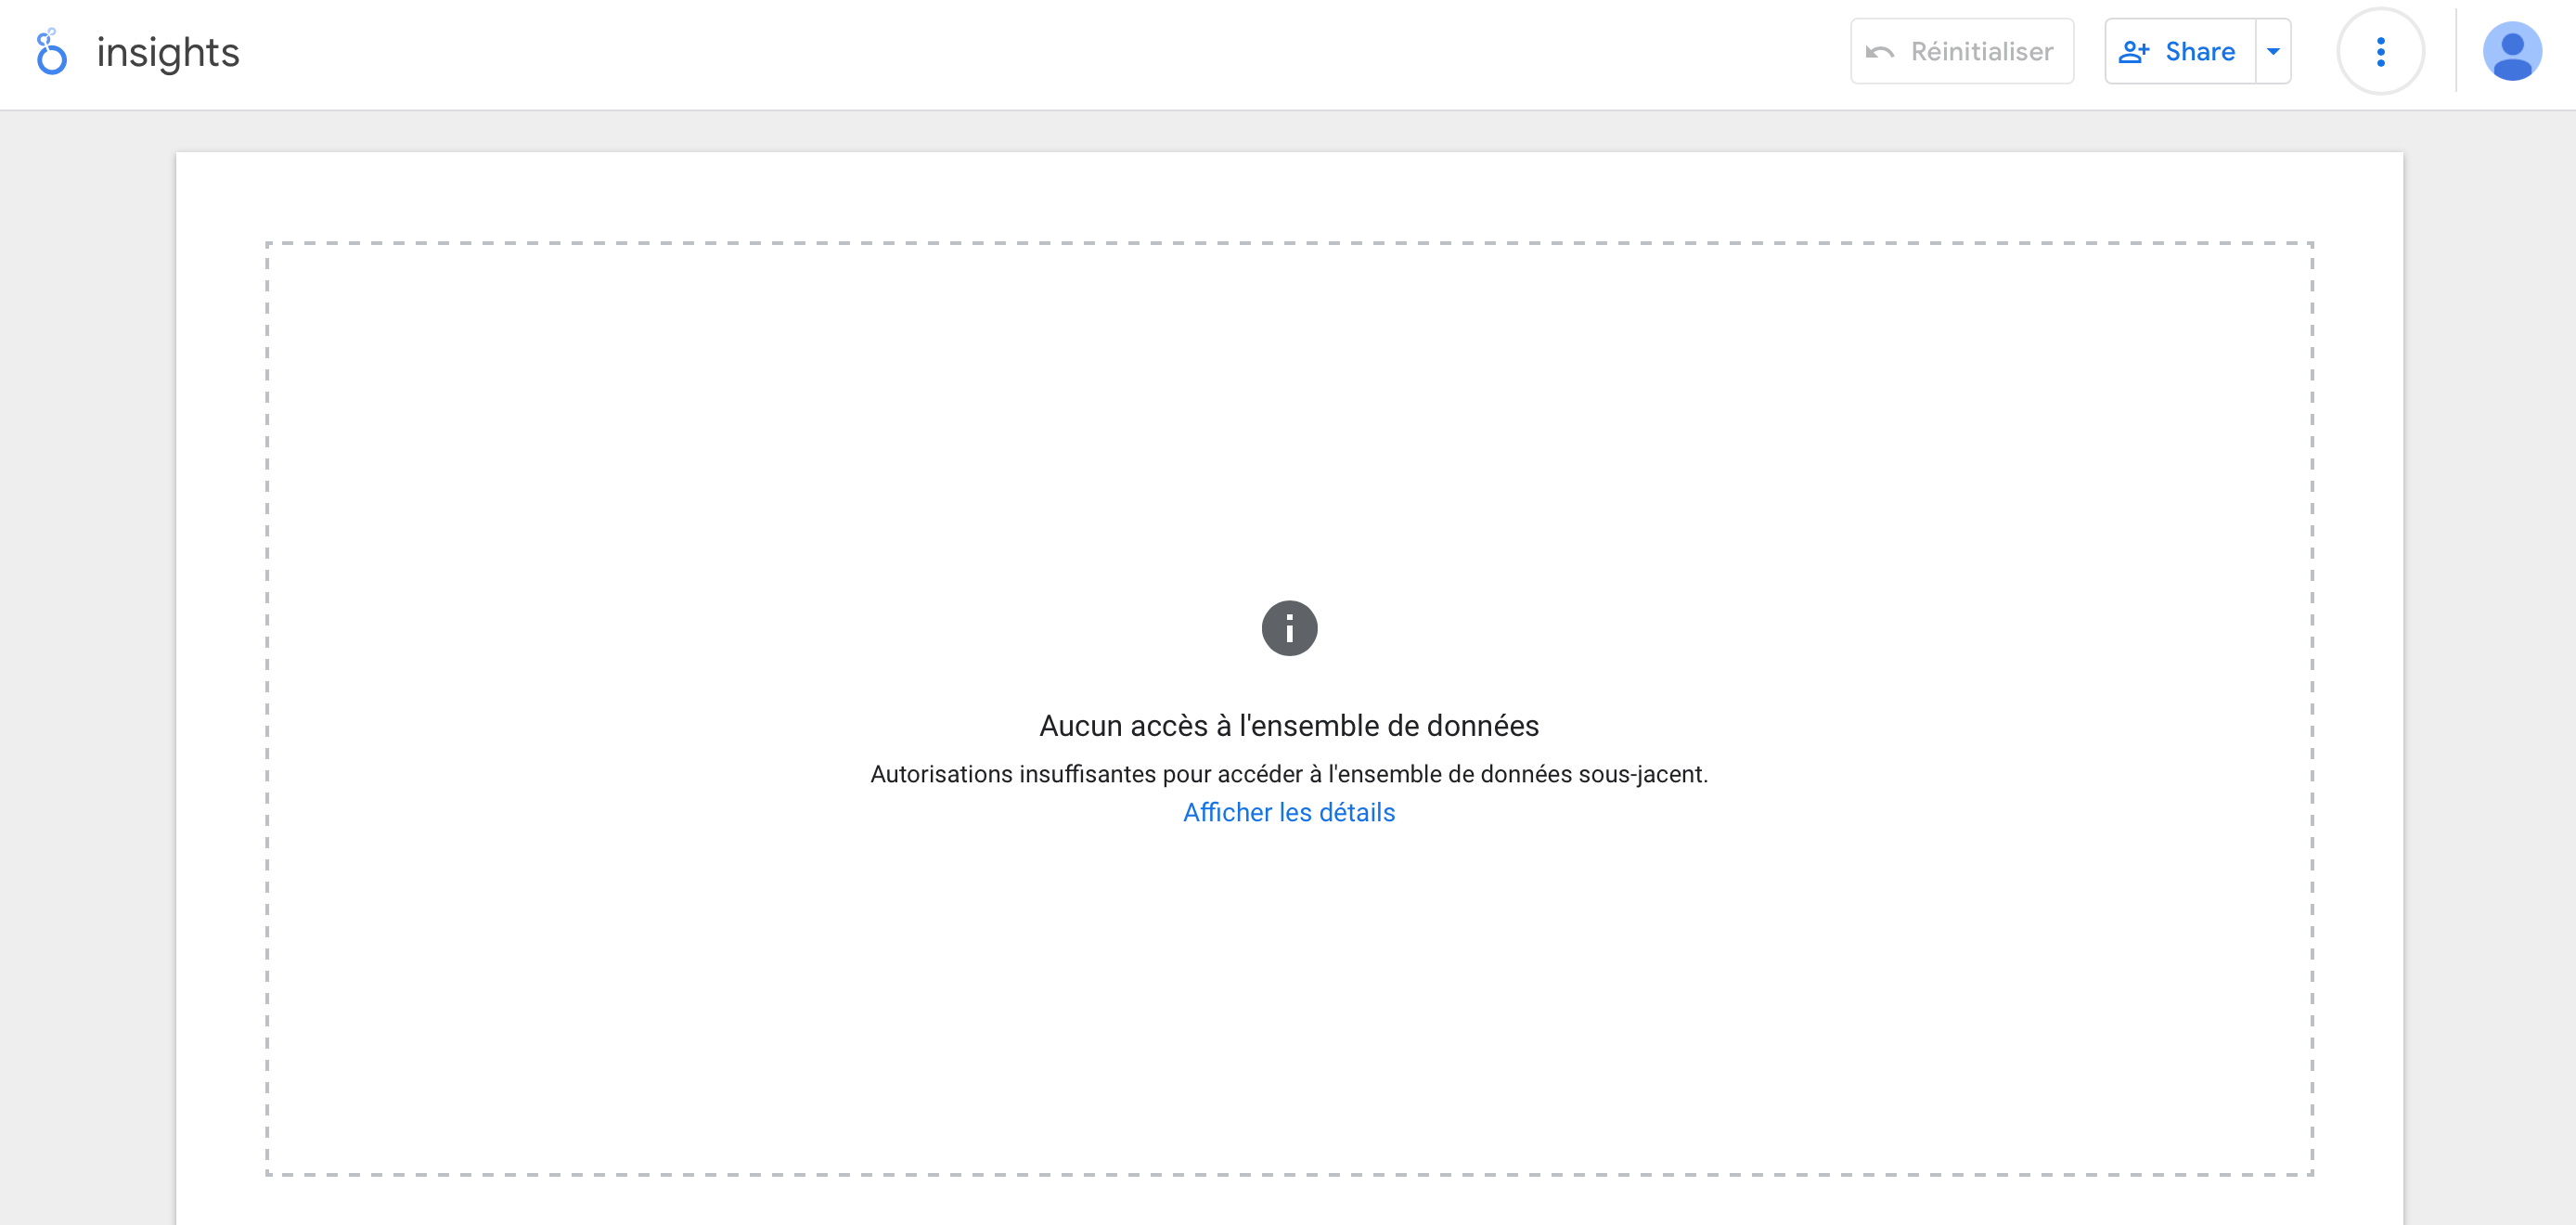 insights
Réinitialiser
Share
Aucun accès à l'ensemble de données
Autorisations insuffisantes pour accéder à l'ensemble de données sous-jacent.
Afficher les détails